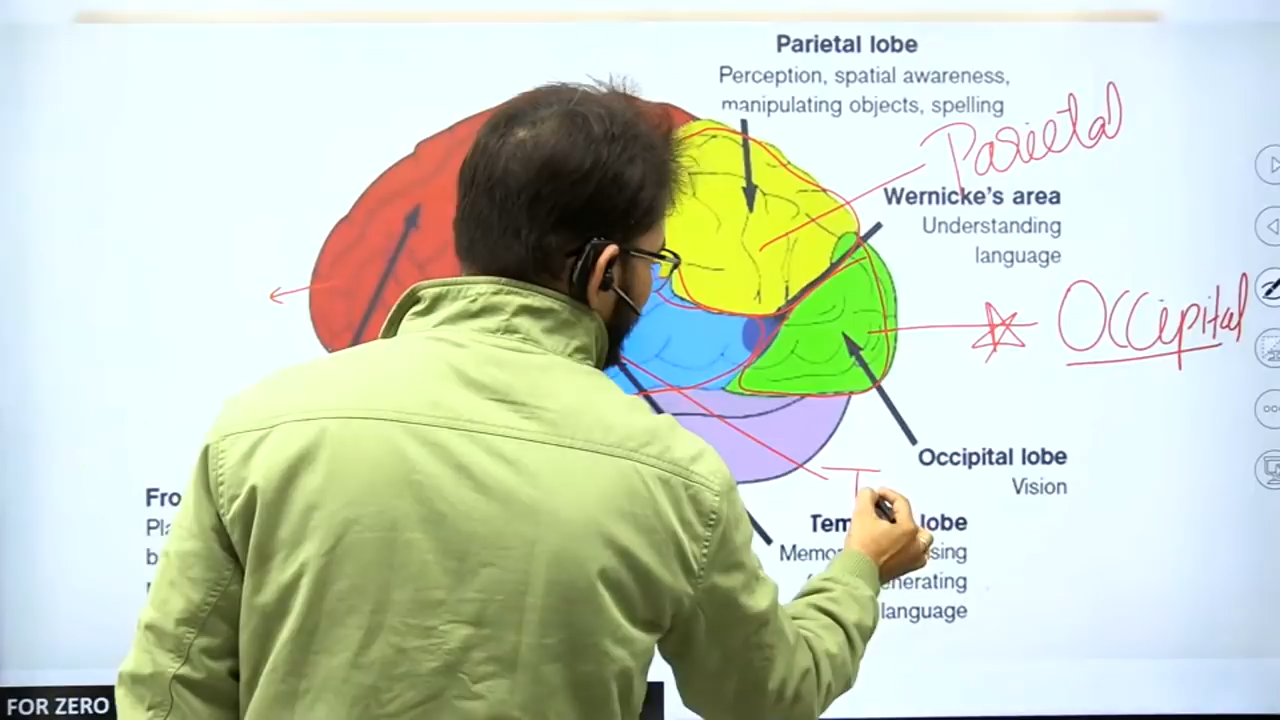 Parietal lobe
Perception, spatial awareness,
manipulating objects, spelling
Parietal
Wernicke's area
Understanding
language
Occipital
Occipital lobe
Vision
T
lobe
language
FOR ZERO